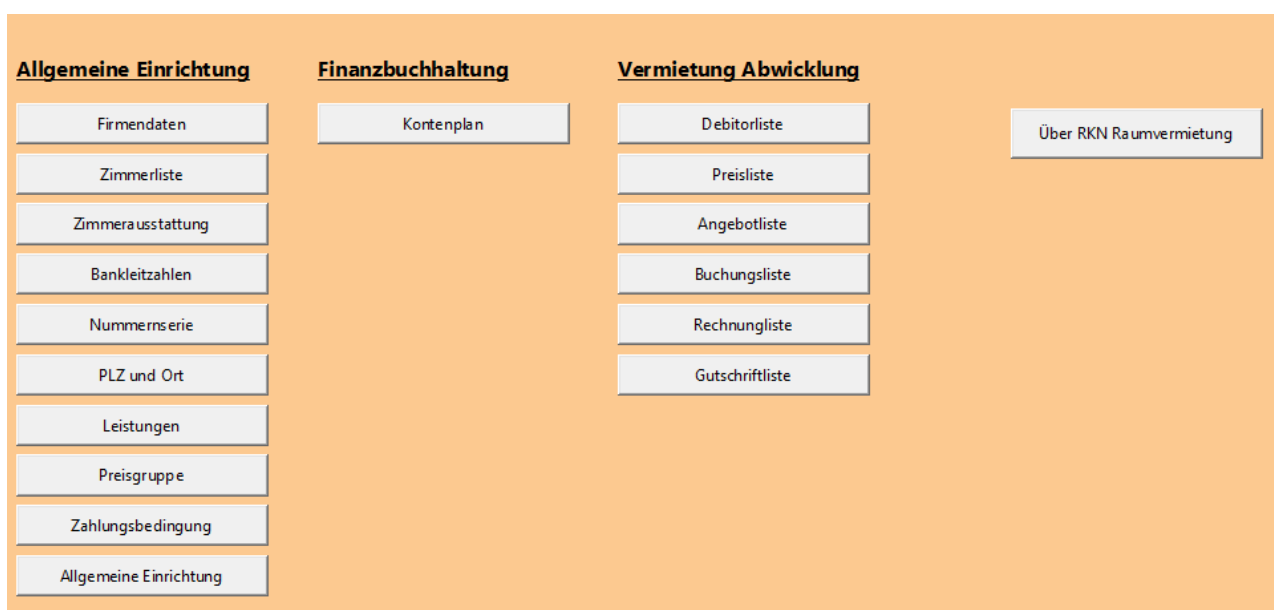 Allgemeine Einrichtung
Firmendaten
Zimmerliste
Zimmerausstattung
Bankleitzahlen
Nummernserie
PLZ und Ort
Leistungen
Preisgruppe
Zahlungsbedingung
Allgemeine Einrichtung
Finanzbuchhaltung
Kontenplan
Vermietung Abwicklung
Debitorliste
Preisliste
Angebotliste
Buchungsliste
Rechnungliste
Gutschriftliste
Über RKN Raumvermietung